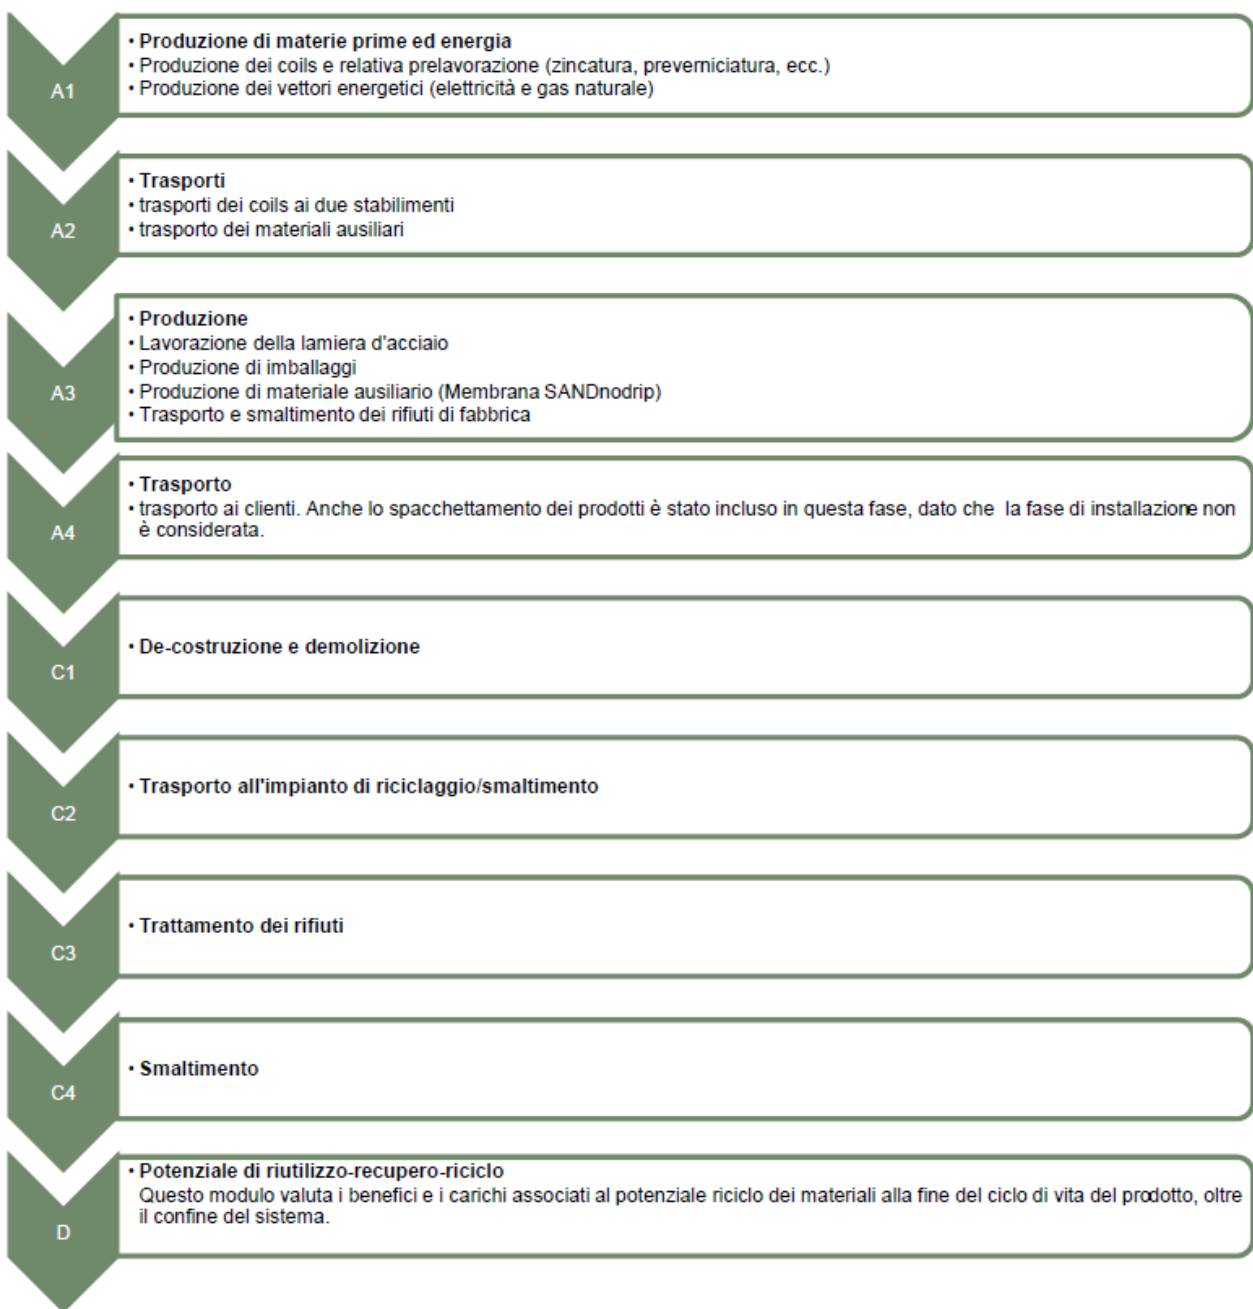 A1
• Produzione di materie prime ed energia
• Produzione dei coils e relativa prelavorazione (zincatura, preverniciatura, ecc.)
• Produzione dei vettori energetici (elettricità e gas naturale)
A2
• Trasporti
• trasporti dei coils ai due stabilimenti
• trasporto dei materiali ausiliari
A3
• Produzione
• Lavorazione della lamiera d'acciaio
• Produzione di imballaggi
• Produzione di materiale ausiliario (Membrana SANDnodrip)
• Trasporto e smaltimento dei rifiuti di fabbrica
A4
• Trasporto
• trasporto ai clienti. Anche lo spacchettamento dei prodotti è stato incluso in questa fase, dato che la fase di installazione non
è considerata.
C1
• De-costruzione e demolizione
C2
• Trasporto all'impianto di riciclaggio/smaltimento
C3
• Trattamento dei rifiuti
C4
• Smaltimento
D
• Potenziale di riutilizzo-recupero-riciclo
Questo modulo valuta i benefici e i carichi associati al potenziale riciclo dei materiali alla fine del ciclo di vita del prodotto, oltre
il confine del sistema.